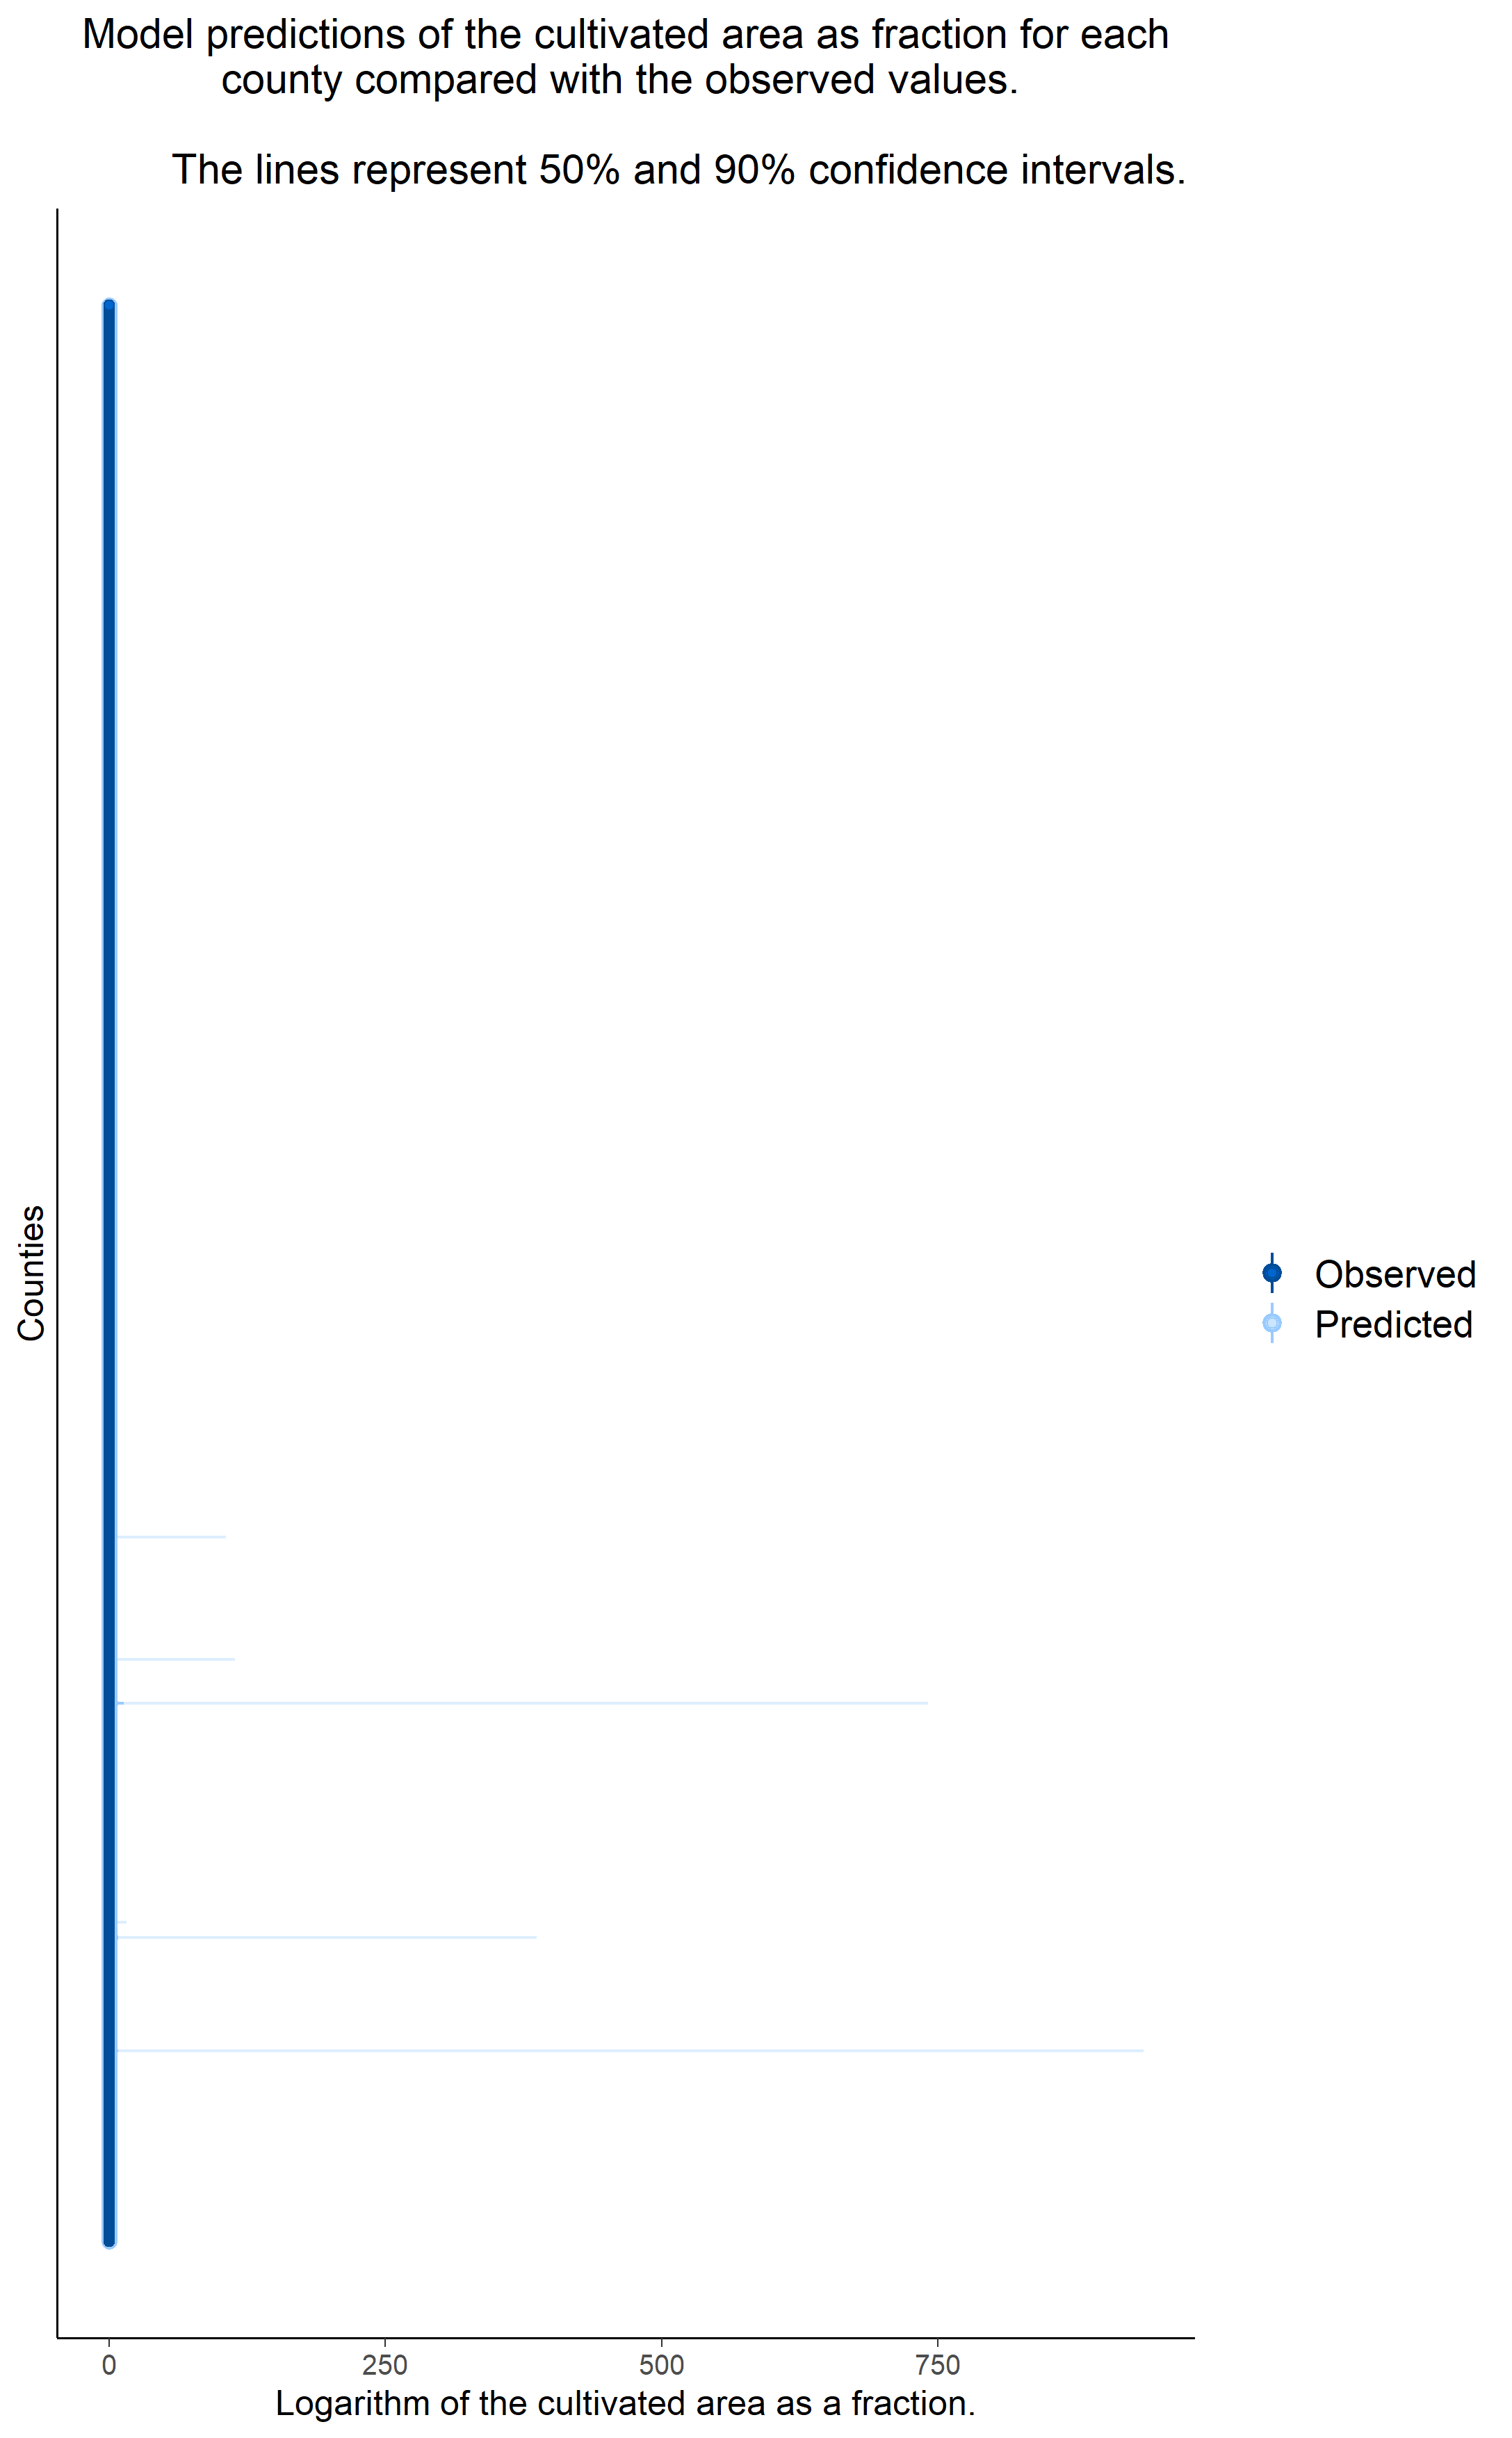 Model predictions of the cultivated area as fraction for each
county compared with the observed values.
The lines represent 50% and 90% confidence intervals.
Counties
Observed
Predicted
0 250 500 750
Logarithm of the cultivated area as a fraction.